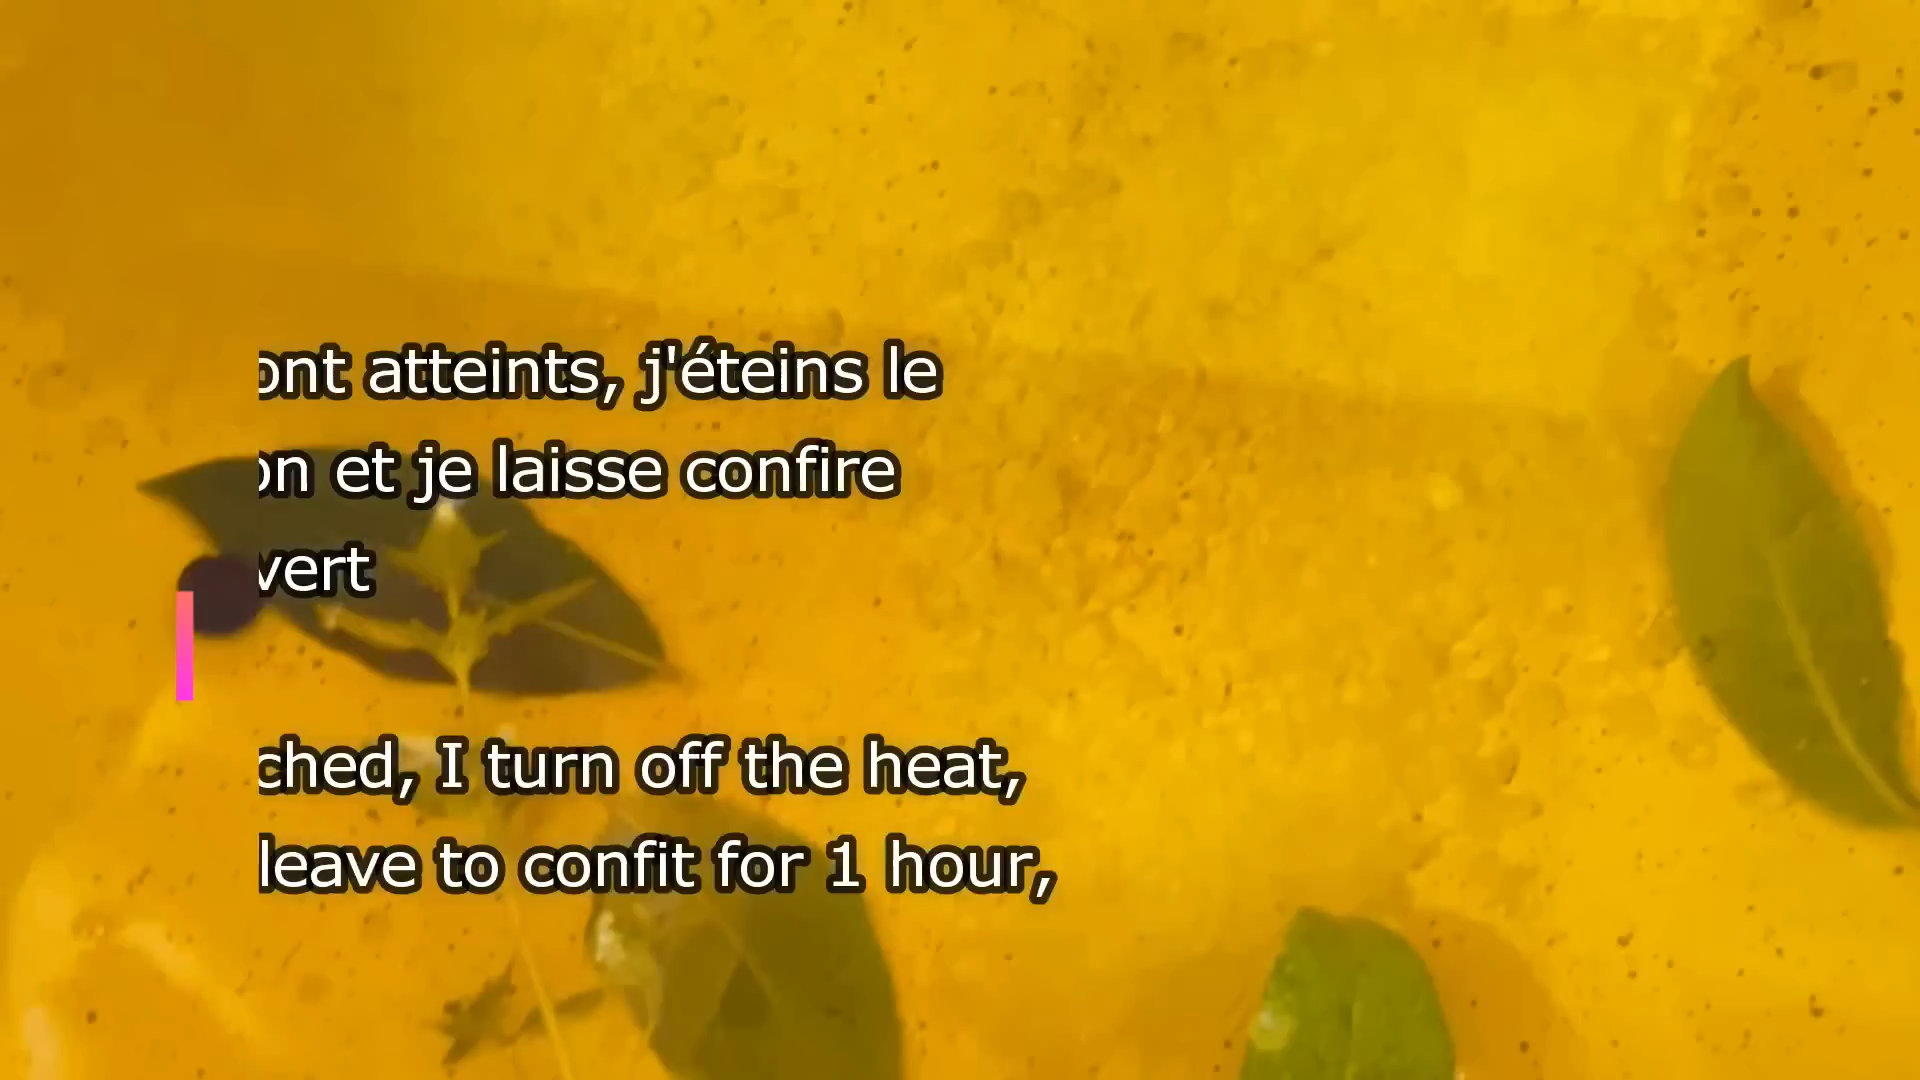 ont atteints, j'éteins le
on et je laisse confire
vert
ched, I turn off the heat,
leave to confit for 1 hour,